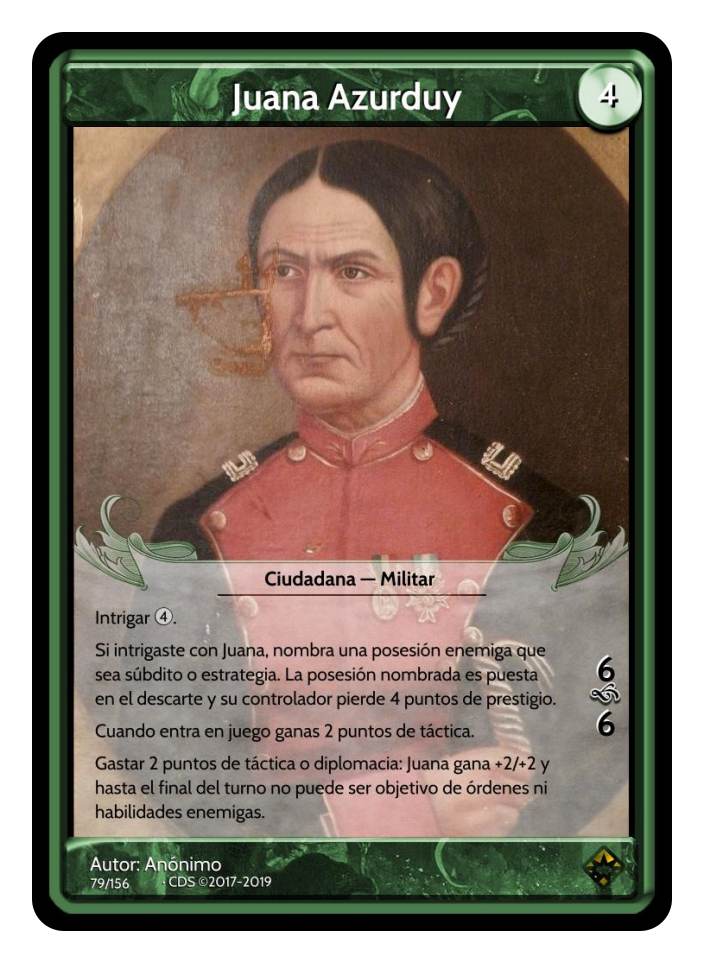 Juana Azurduy
4
Ciudadana — Militar
Intrigar 4.
Si intrigaste con Juana, nombra una posesión enemiga que
sea súbdito o estrategia. La posesión nombrada es puesta
en el descarte y su controlador pierde 4 puntos de prestigio.
Cuando entra en juego ganas 2 puntos de táctica.
Gastar 2 puntos de táctica o diplomacia: Juana gana +2/+2 y
hasta el final del turno no puede ser objetivo de órdenes ni
habilidades enemigas.
6
6
Autor: Anónimo
79/156 · CDS ©2017-2019